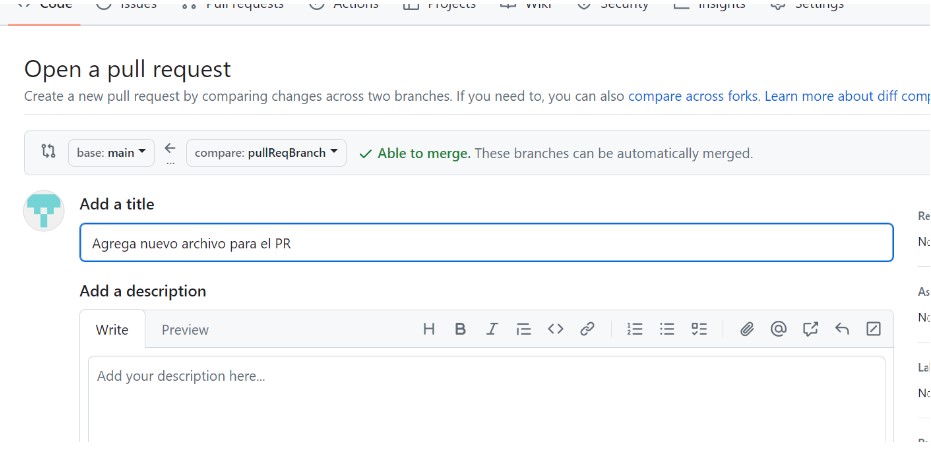 Code Issues Pull requests Actions Projects Wiki Security Insights Settings
Open a pull request
Create a new pull request by comparing changes across two branches. If you need to, you can also compare across forks. Learn more about diff comp
base: main compare: pullReqBranch Able to merge. These branches can be automatically merged.
Add a title
Re
Agrega nuevo archivo para el PR
No
Add a description
As
Write Preview
No
Add your description here...
La
No